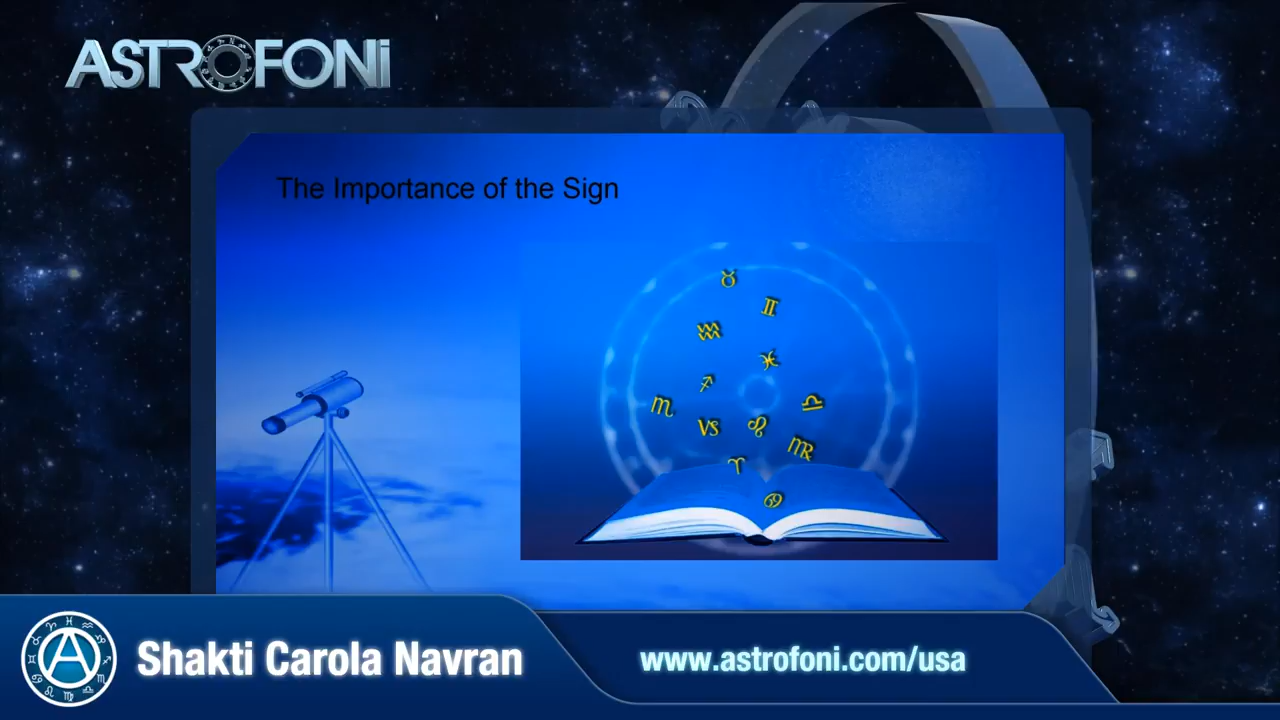 ASTROFONi
The Importance of the Sign
Shakti Carola Navran
www.astrofoni.com/usa